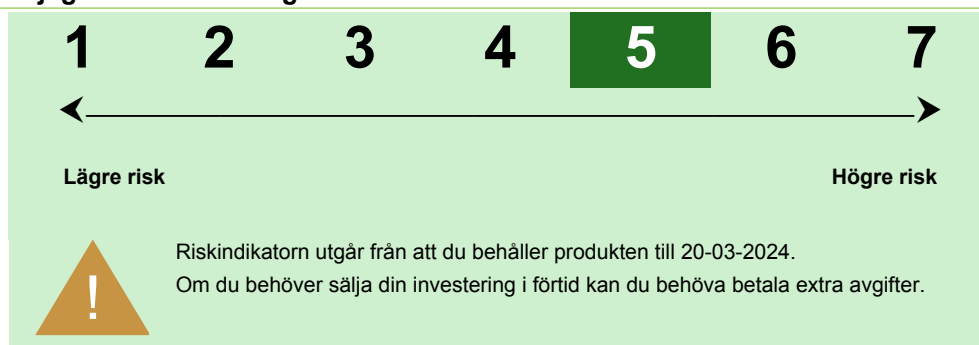 1 2 3 4 5 6 7
Lägre risk Högre risk
!
Riskindikatorn utgår från att du behåller produkten till 20-03-2024.
Om du behöver sälja din investering i förtid kan du behöva betala extra avgifter.